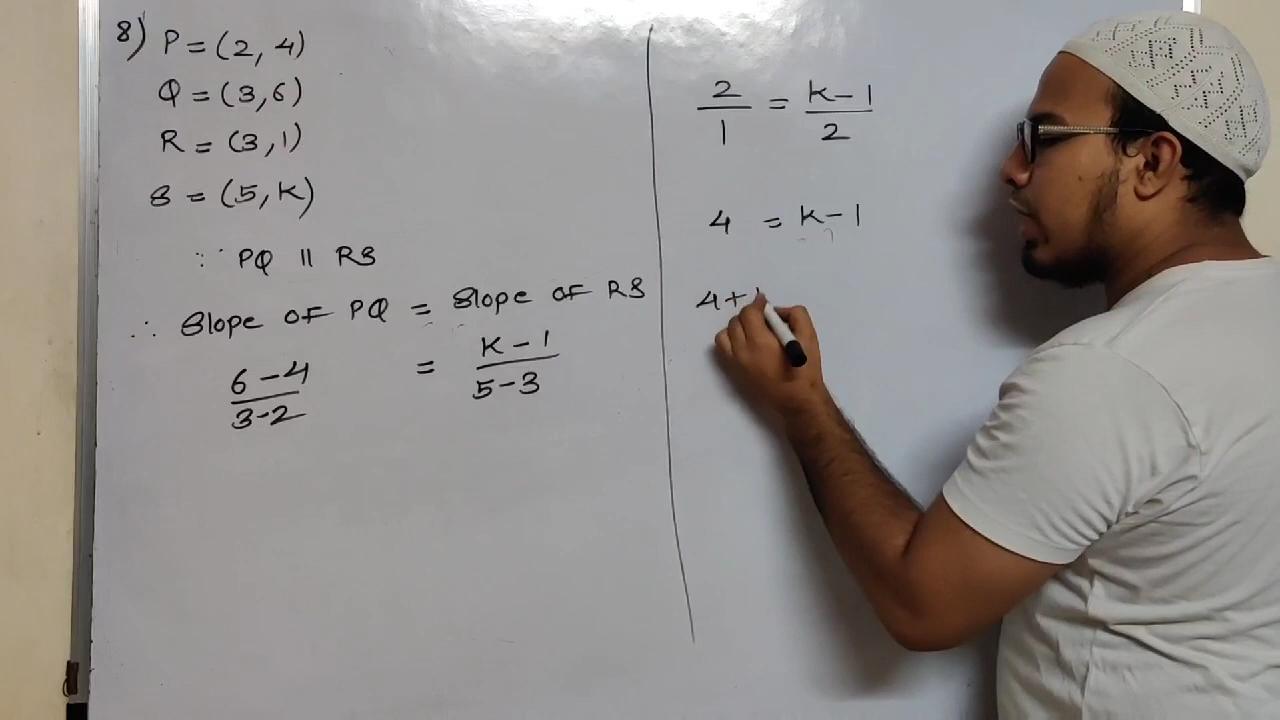 8) P = (2, 4)
Q = (3, 6)
R = (3, 1)
S = (5, K)
∵ PQ || RS
∴ Slope of PQ = Slope of RS
6-4/3-2 = K-1/5-3
2/1 = K-1/2
4 = K-1
4+1